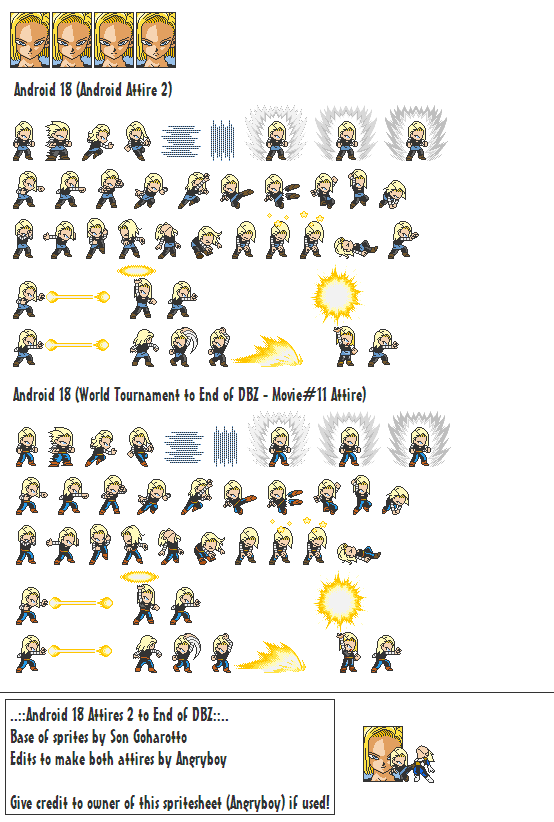 Android 18 (Android Attire 2)
Android 18 (World Tournament to End of DBZ - Movie#11 Attire)
..::Android 18 Attires 2 to End of DBZ::..
Base of sprites by Son Goharotto
Edits to make both attires by Angryboy
Give credit to owner of this spritesheet (Angryboy) if used!